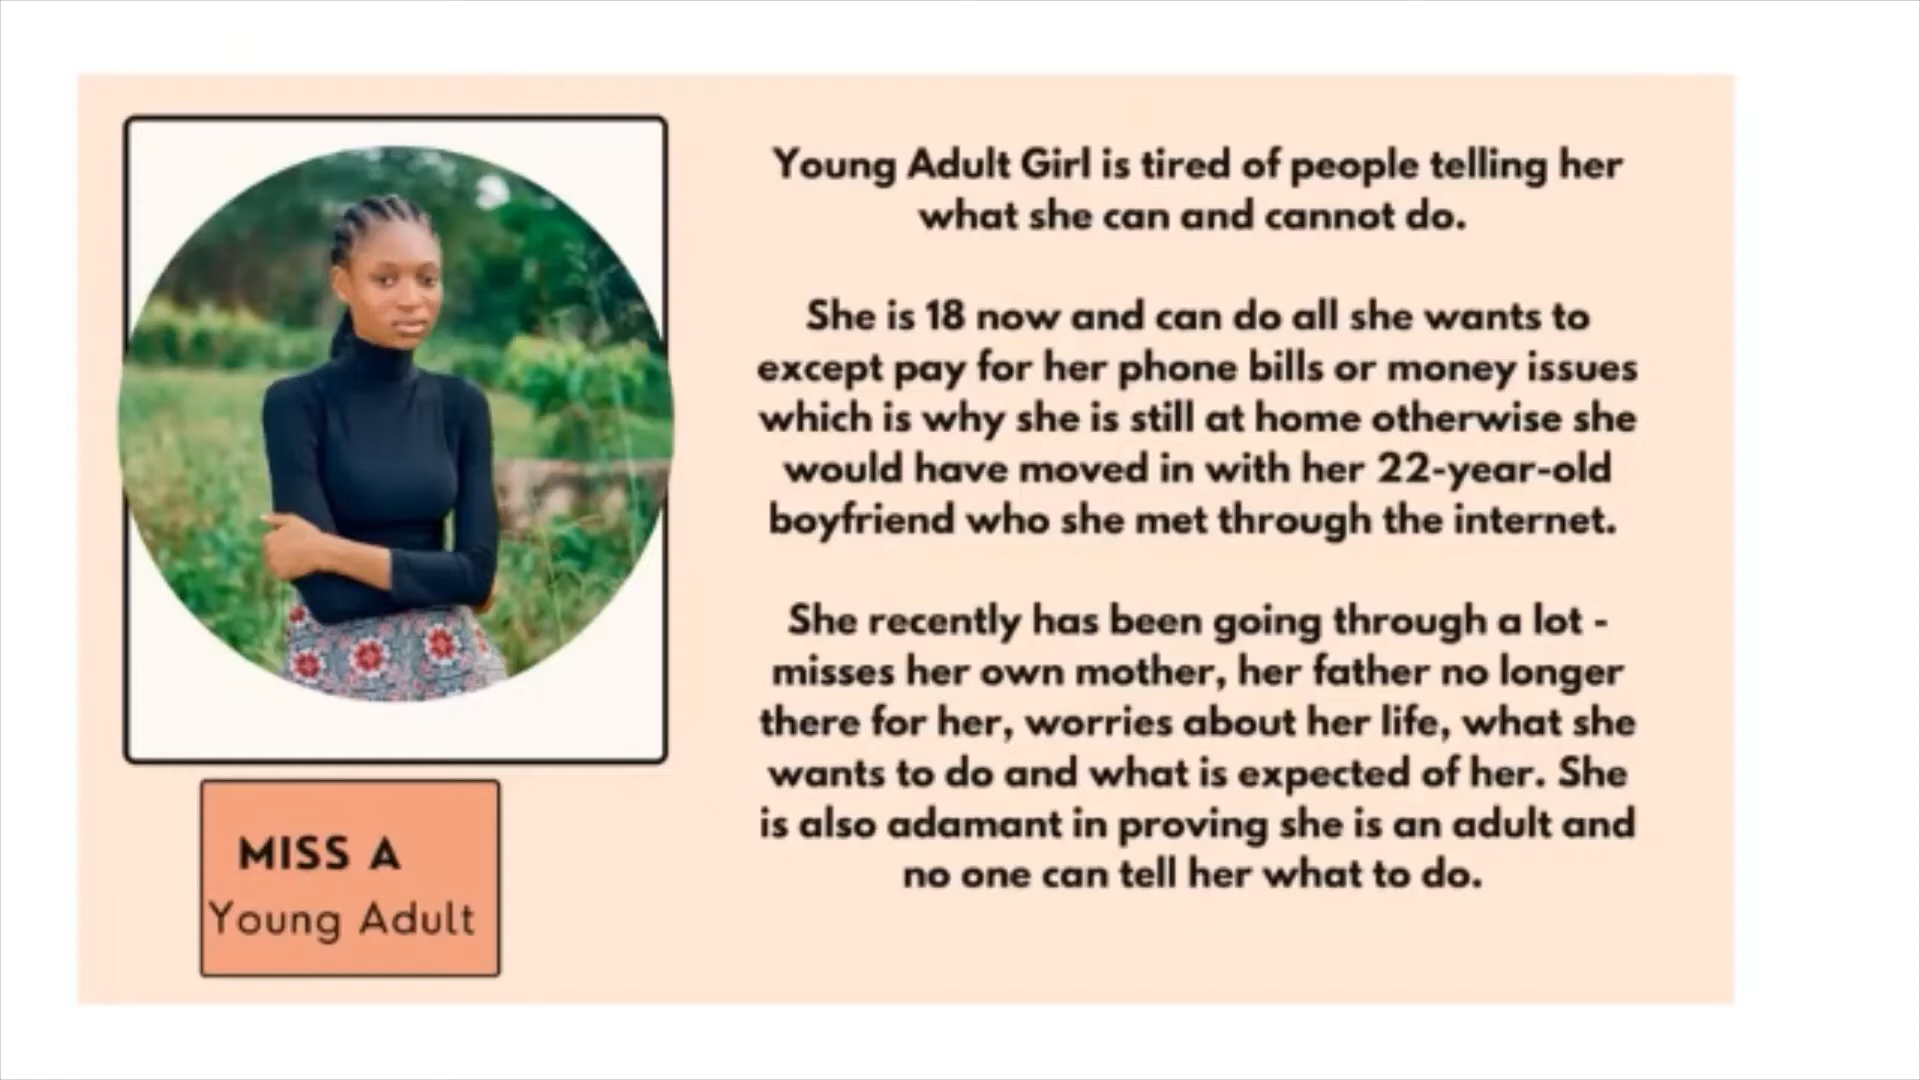 Young Adult Girl is tired of people telling her
what she can and cannot do.
She is 18 now and can do all she wants to
except pay for her phone bills or money issues
which is why she is still at home otherwise she
would have moved in with her 22-year-old
boyfriend who she met through the internet.
She recently has been going through a lot -
misses her own mother, her father no longer
there for her, worries about her life, what she
wants to do and what is expected of her. She
is also adamant in proving she is an adult and
no one can tell her what to do.
MISS A
Young Adult